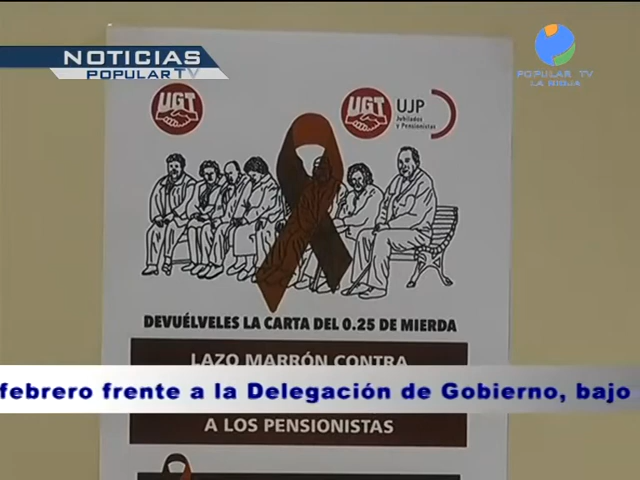 NOTICIAS
POPULAR TV
POPULAR TV
LA RIOJA
UGT
UGT
UJP
Jubilados
y Pensionistas
DEVUÉLVELES LA CARTA DEL 0.25 DE MIERDA
LAZO MARRÓN CONTRA
febrero frente a la Delegación de Gobierno, bajo
A LOS PENSIONISTAS